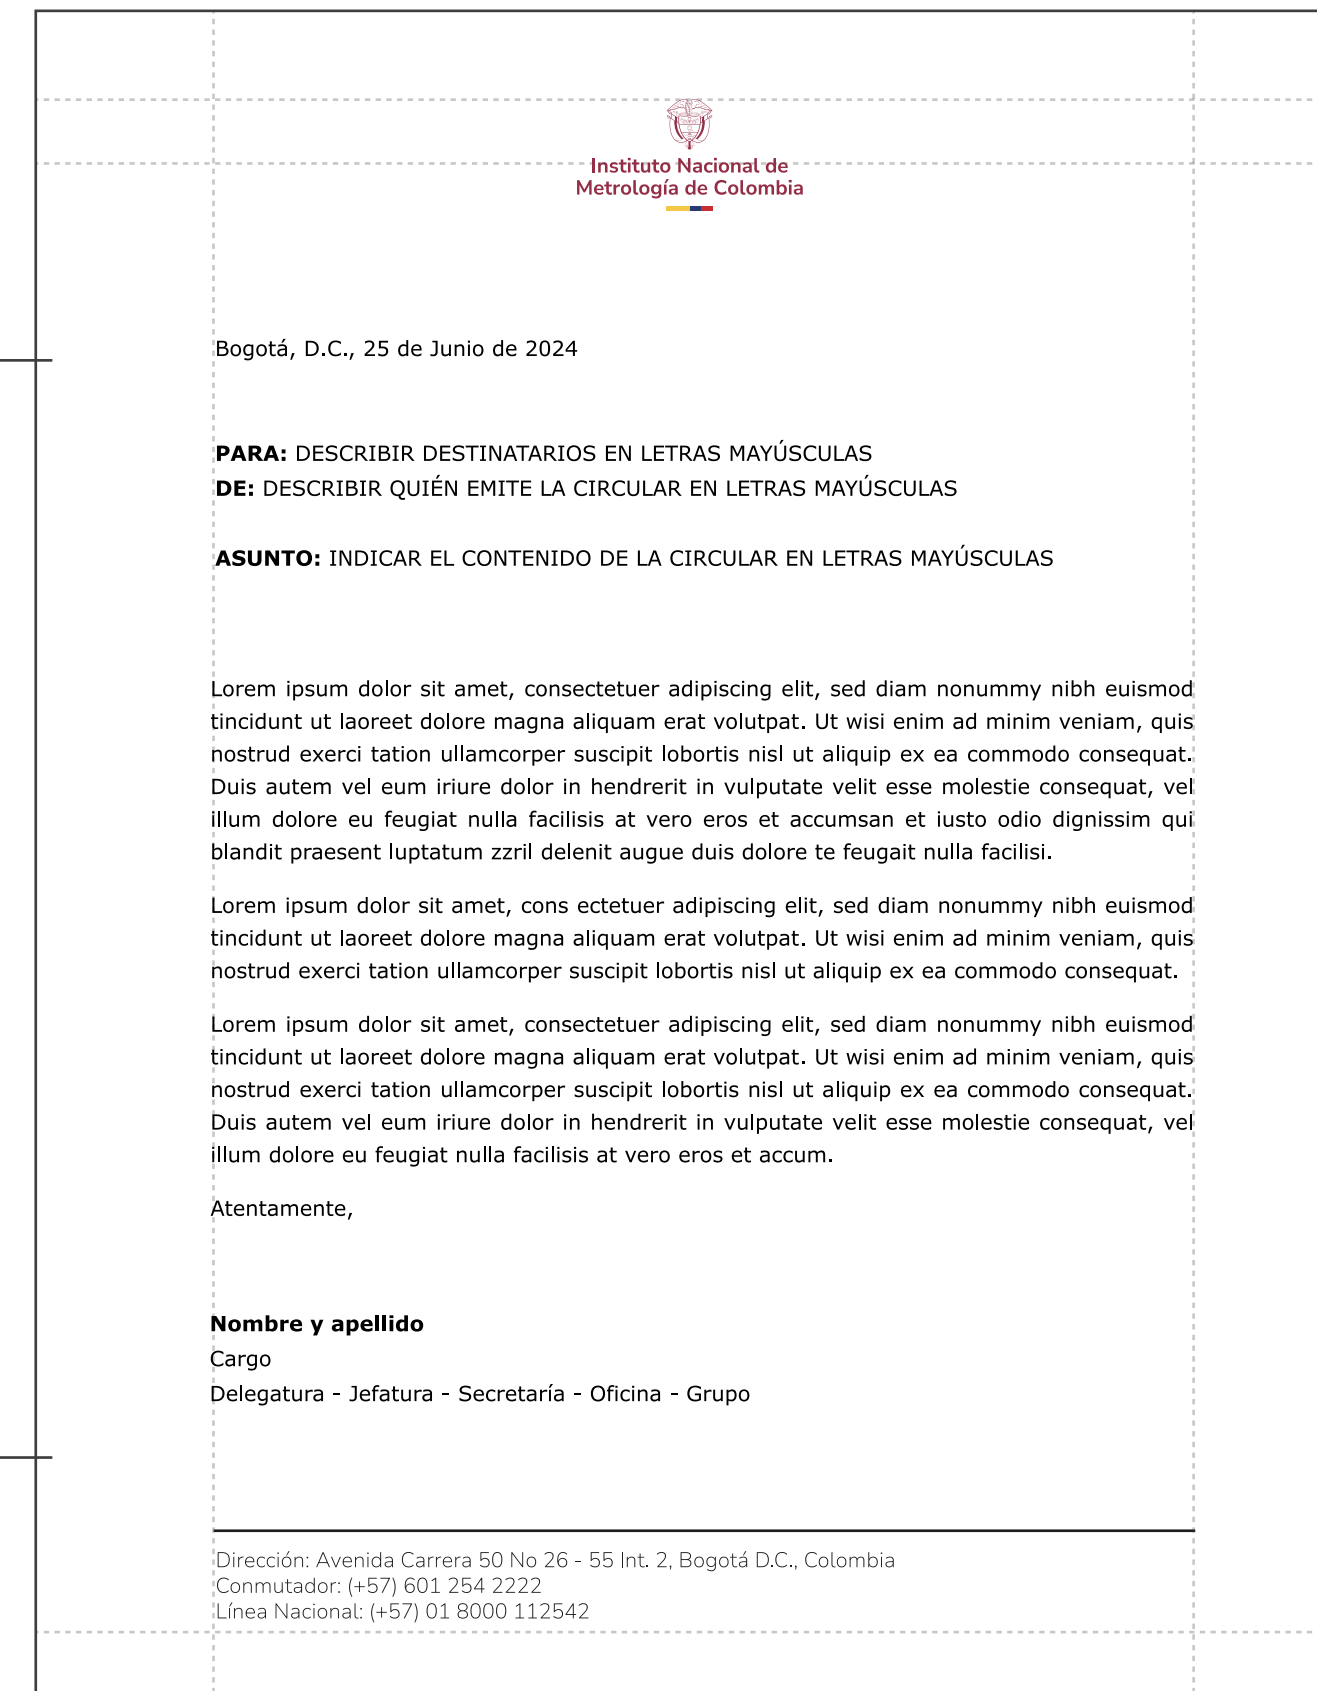 Instituto Nacional de
Metrología de Colombia
Bogotá, D.C., 25 de Junio de 2024
PARA: DESCRIBIR DESTINATARIOS EN LETRAS MAYÚSCULAS
DE: DESCRIBIR QUIÉN EMITE LA CIRCULAR EN LETRAS MAYÚSCULAS
ASUNTO: INDICAR EL CONTENIDO DE LA CIRCULAR EN LETRAS MAYÚSCULAS
Lorem ipsum dolor sit amet, consectetuer adipiscing elit, sed diam nonummy nibh euismod
tincidunt ut laoreet dolore magna aliquam erat volutpat. Ut wisi enim ad minim veniam, quis
nostrud exerci tation ullamcorper suscipit lobortis nisl ut aliquip ex ea commodo consequat.
Duis autem vel eum iriure dolor in hendrerit in vulputate velit esse molestie consequat, vel
illum dolore eu feugiat nulla facilisis at vero eros et accumsan et iusto odio dignissim qui
blandit praesent luptatum zzril delenit augue duis dolore te feugait nulla facilisi.
Lorem ipsum dolor sit amet, cons ectetuer adipiscing elit, sed diam nonummy nibh euismod
tincidunt ut laoreet dolore magna aliquam erat volutpat. Ut wisi enim ad minim veniam, quis
nostrud exerci tation ullamcorper suscipit lobortis nisl ut aliquip ex ea commodo consequat.
Lorem ipsum dolor sit amet, consectetuer adipiscing elit, sed diam nonummy nibh euismod
tincidunt ut laoreet dolore magna aliquam erat volutpat. Ut wisi enim ad minim veniam, quis
nostrud exerci tation ullamcorper suscipit lobortis nisl ut aliquip ex ea commodo consequat.
Duis autem vel eum iriure dolor in hendrerit in vulputate velit esse molestie consequat, vel
illum dolore eu feugiat nulla facilisis at vero eros et accum.
Atentamente,
Nombre y apellido
Cargo
Delegatura - Jefatura - Secretaría - Oficina - Grupo
Dirección: Avenida Carrera 50 No 26 - 55 Int. 2, Bogotá D.C., Colombia
Conmutador: (+57) 601 254 2222
Línea Nacional: (+57) 01 8000 112542